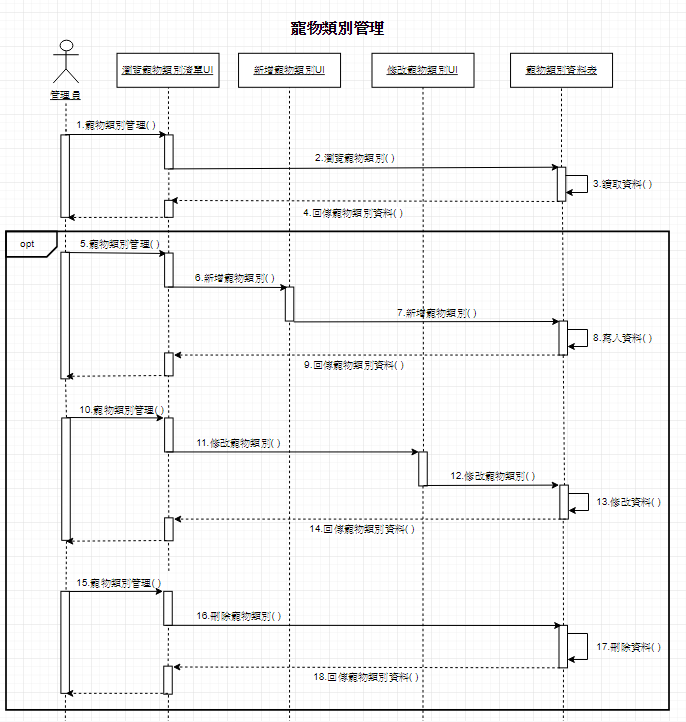 寵物類別管理
管理員
瀏覽寵物類別清單UI
新增寵物類別UI
修改寵物類別UI
寵物類別資料表
1.寵物類別管理( )
2.瀏覽寵物類別( )
3.讀取資料( )
4.回傳寵物類別資料( )
opt
5.寵物類別管理( )
6.新增寵物類別( )
7.新增寵物類別( )
8.寫入資料( )
9.回傳寵物類別資料( )
10.寵物類別管理( )
11.修改寵物類別( )
12.修改寵物類別( )
13.修改資料( )
14.回傳寵物類別資料( )
15.寵物類別管理( )
16.刪除寵物類別( )
17.刪除資料( )
18.回傳寵物類別資料( )